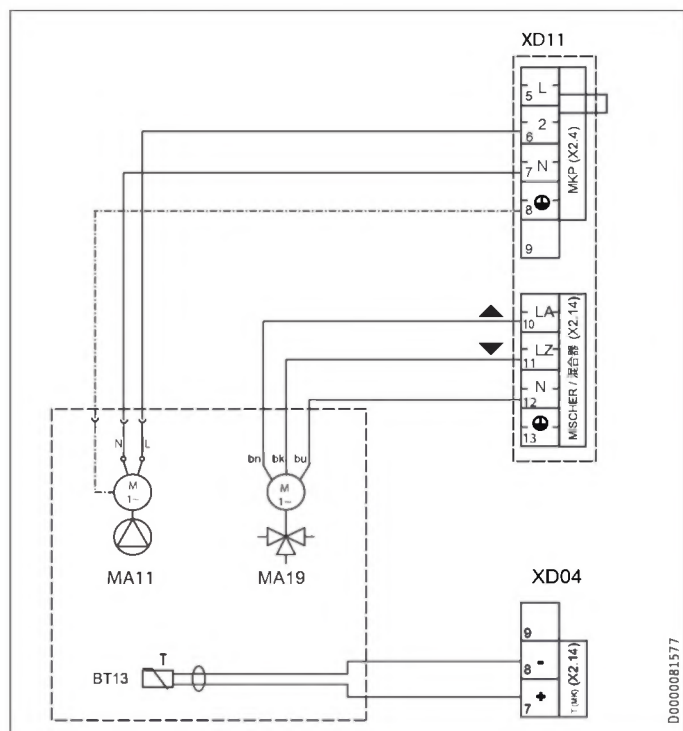 XD11
5 L
6 2
7 N
8
9
MKP (X2.4)
10 LA
11 LZ
12 N
13
MISCHER / 混合器 (X2.14)
N L
bn bk bu
M
1~
M
1~
MA11
MA19
XD04
9
8 -
7 +
T (MK) (X2.14)
T
BT13
D0000081577